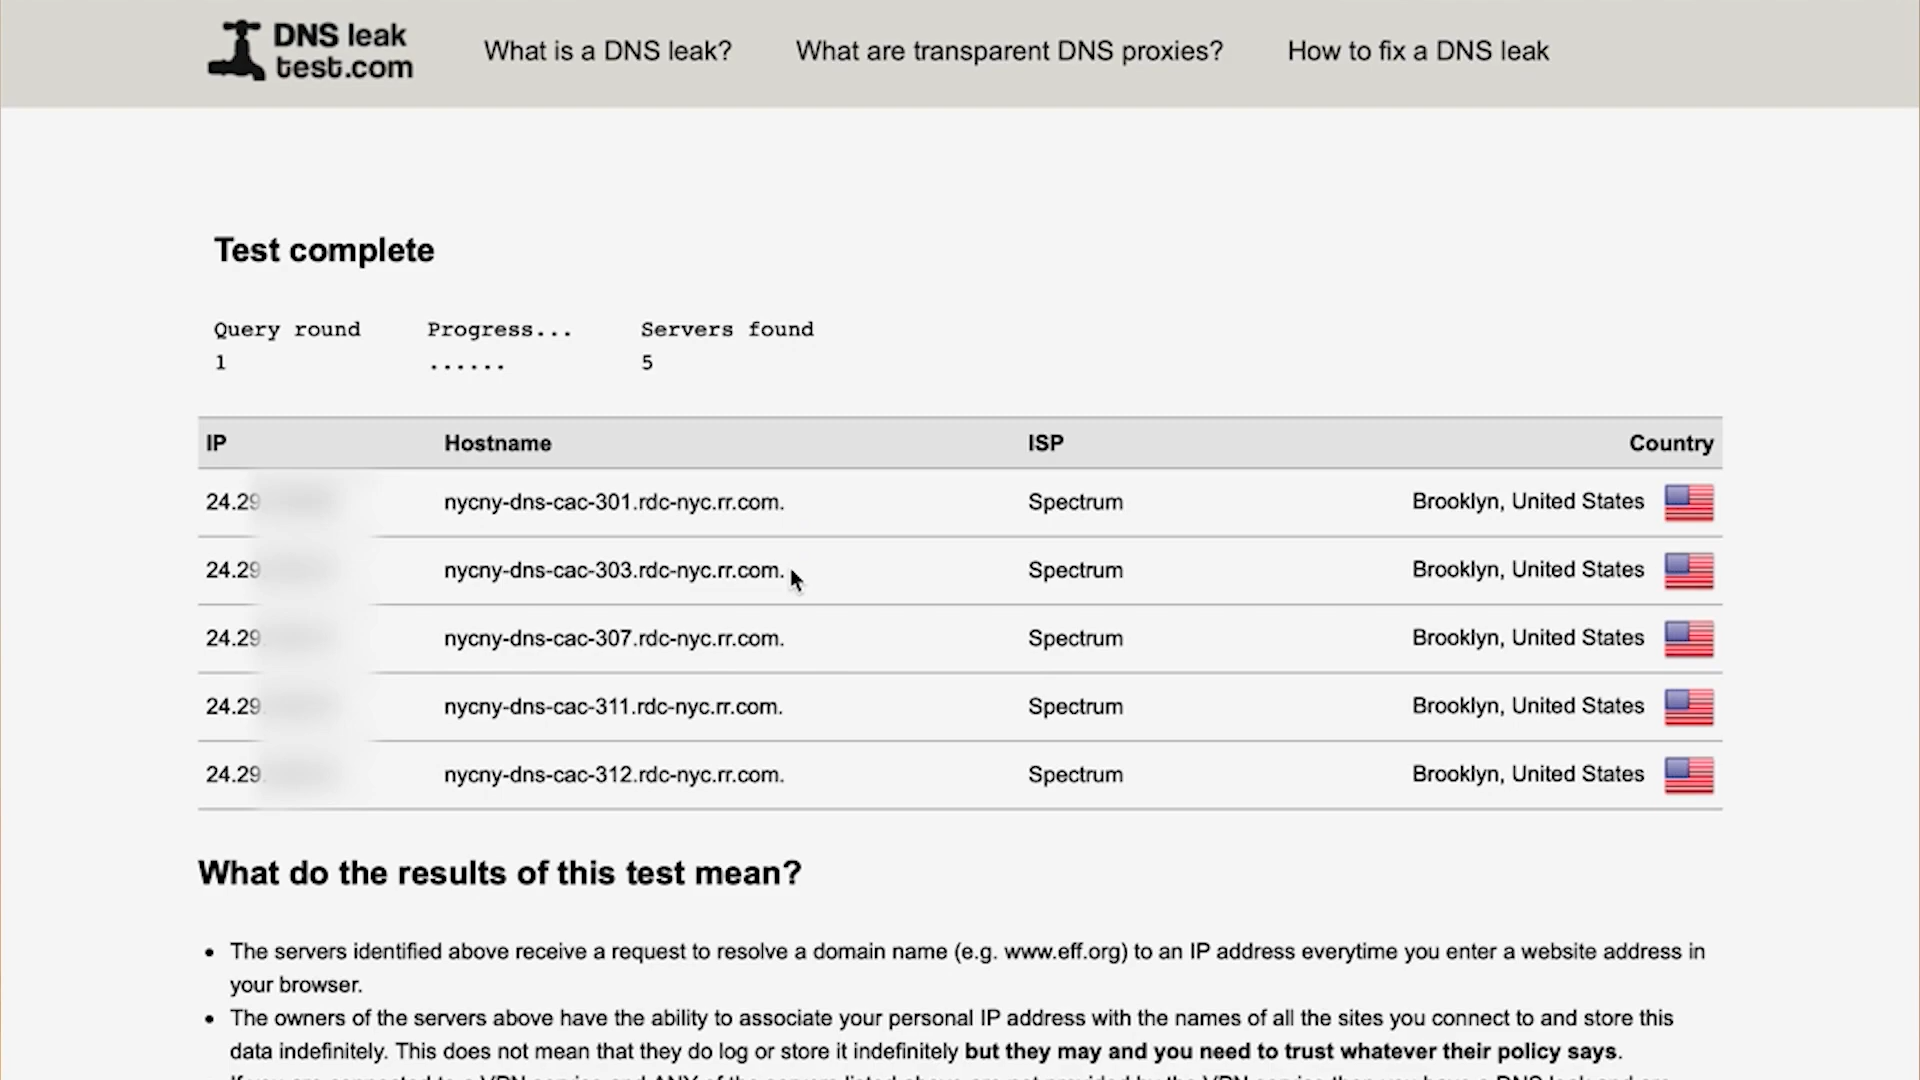 DNS leak
test.com
What is a DNS leak? What are transparent DNS proxies? How to fix a DNS leak
Test complete
Query round Progress... Servers found
1 ...... 5
IP Hostname ISP Country
24.29 nycny-dns-cac-301.rdc-nyc.rr.com. Spectrum Brooklyn, United States
24.29 nycny-dns-cac-303.rdc-nyc.rr.com. Spectrum Brooklyn, United States
24.29 nycny-dns-cac-307.rdc-nyc.rr.com. Spectrum Brooklyn, United States
24.29. nycny-dns-cac-311.rdc-nyc.rr.com. Spectrum Brooklyn, United States
24.29. nycny-dns-cac-312.rdc-nyc.rr.com. Spectrum Brooklyn, United States
What do the results of this test mean?
The servers identified above receive a request to resolve a domain name (e.g. www.eff.org) to an IP address everytime you enter a website address in
your browser.
The owners of the servers above have the ability to associate your personal IP address with the names of all the sites you connect to and store this
data indefinitely. This does not mean that they do log or store it indefinitely but they may and you need to trust whatever their policy says.